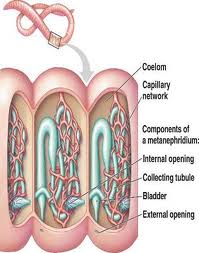 Coelom
Capillary
network
Components of
a metanephridium:
Internal opening
Collecting tubule
Bladder
External opening